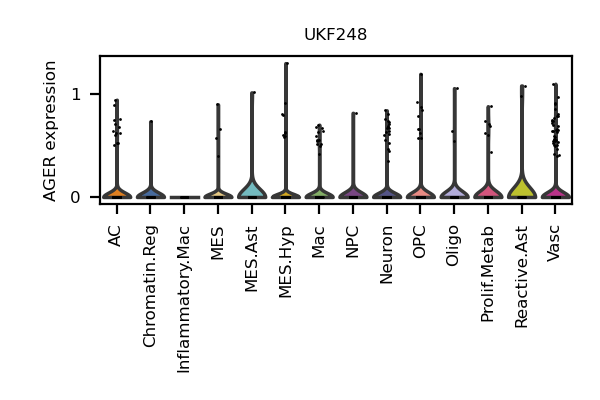 UKF248
AGER expression
1
0
AC
Chromatin.Reg
Inflammatory.Mac
MES
MES.Ast
MES.Hyp
Mac
NPC
Neuron
OPC
Oligo
Prolif.Metab
Reactive.Ast
Vasc